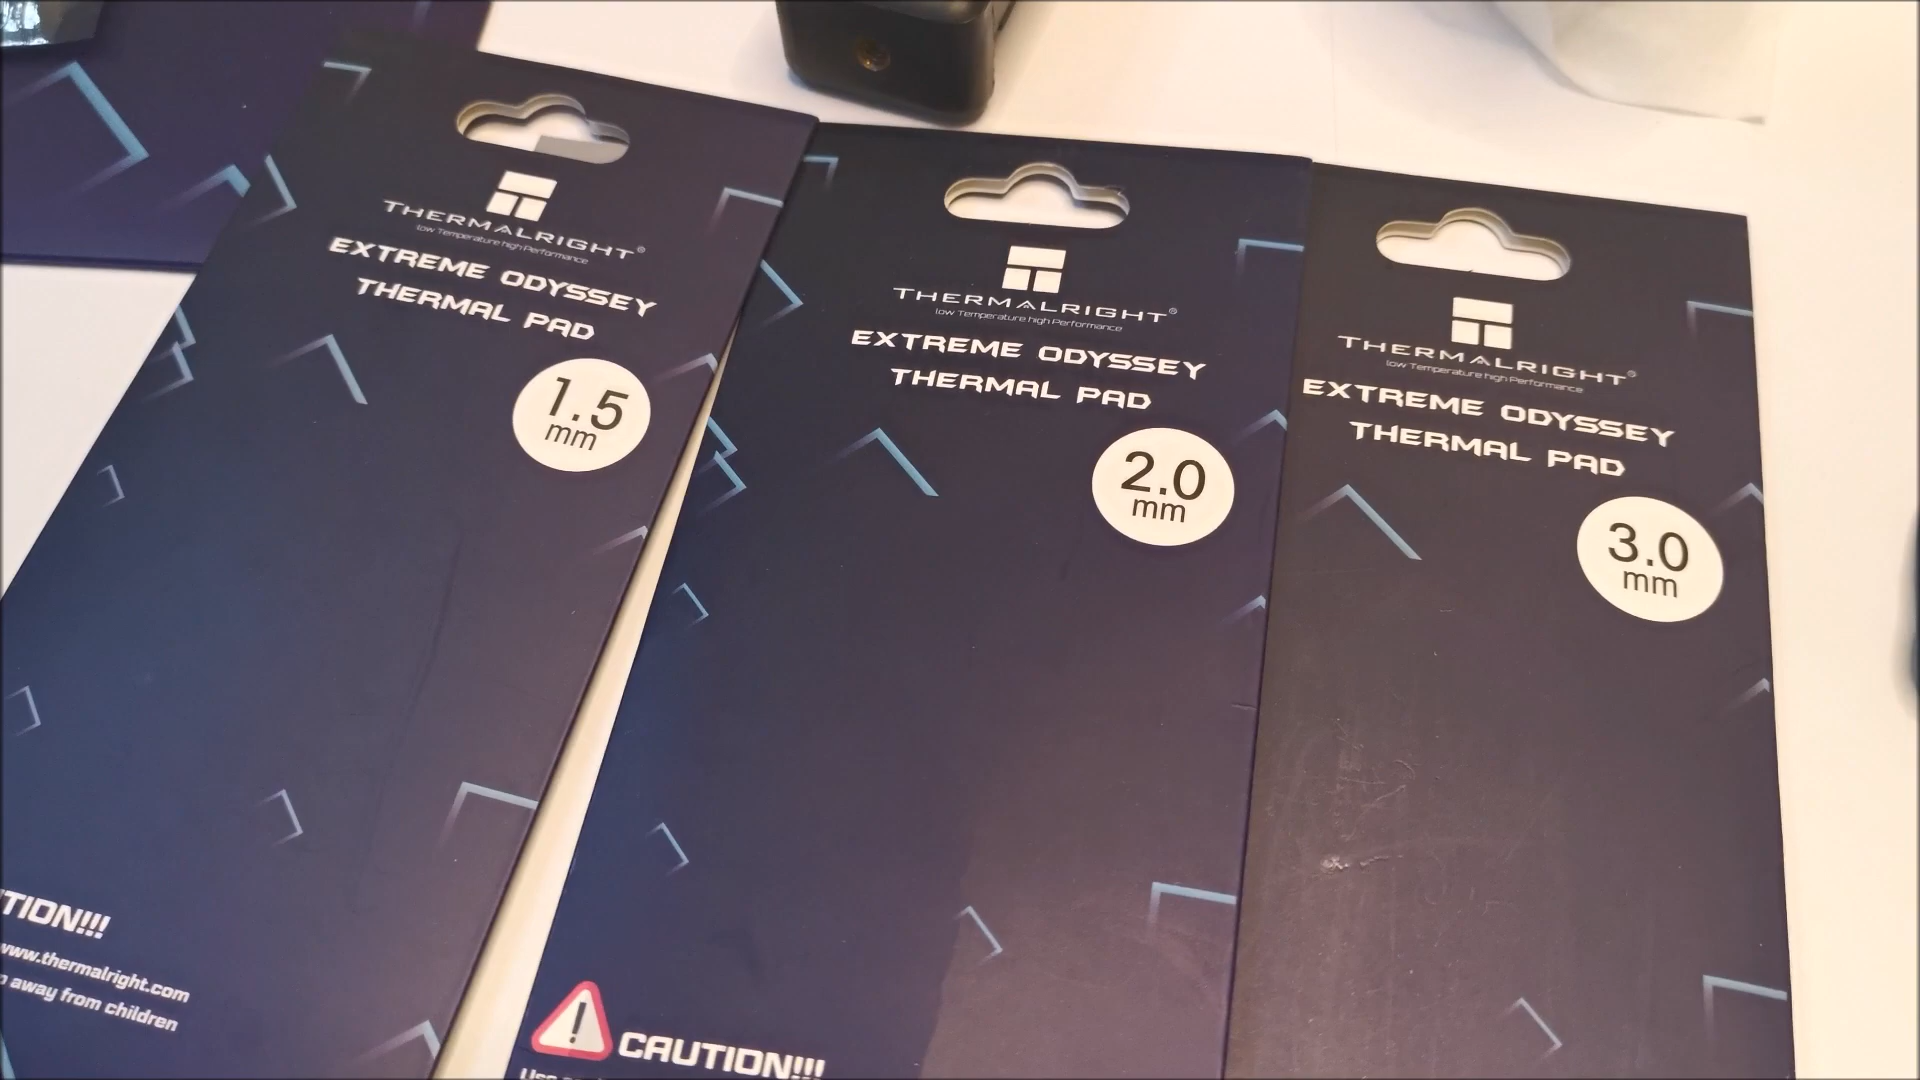 THERMALRIGHT®
low Temperature high Performance
EXTREME ODYSSEY
THERMAL PAD
1.5
mm
TION!!!
www.thermalright.com
away from children
THERMALRIGHT®
low Temperature high Performance
EXTREME ODYSSEY
THERMAL PAD
2.0
mm
CAUTION!!!
THERMALRIGHT®
low Temperature high Performance
EXTREME ODYSSEY
THERMAL PAD
3.0
mm